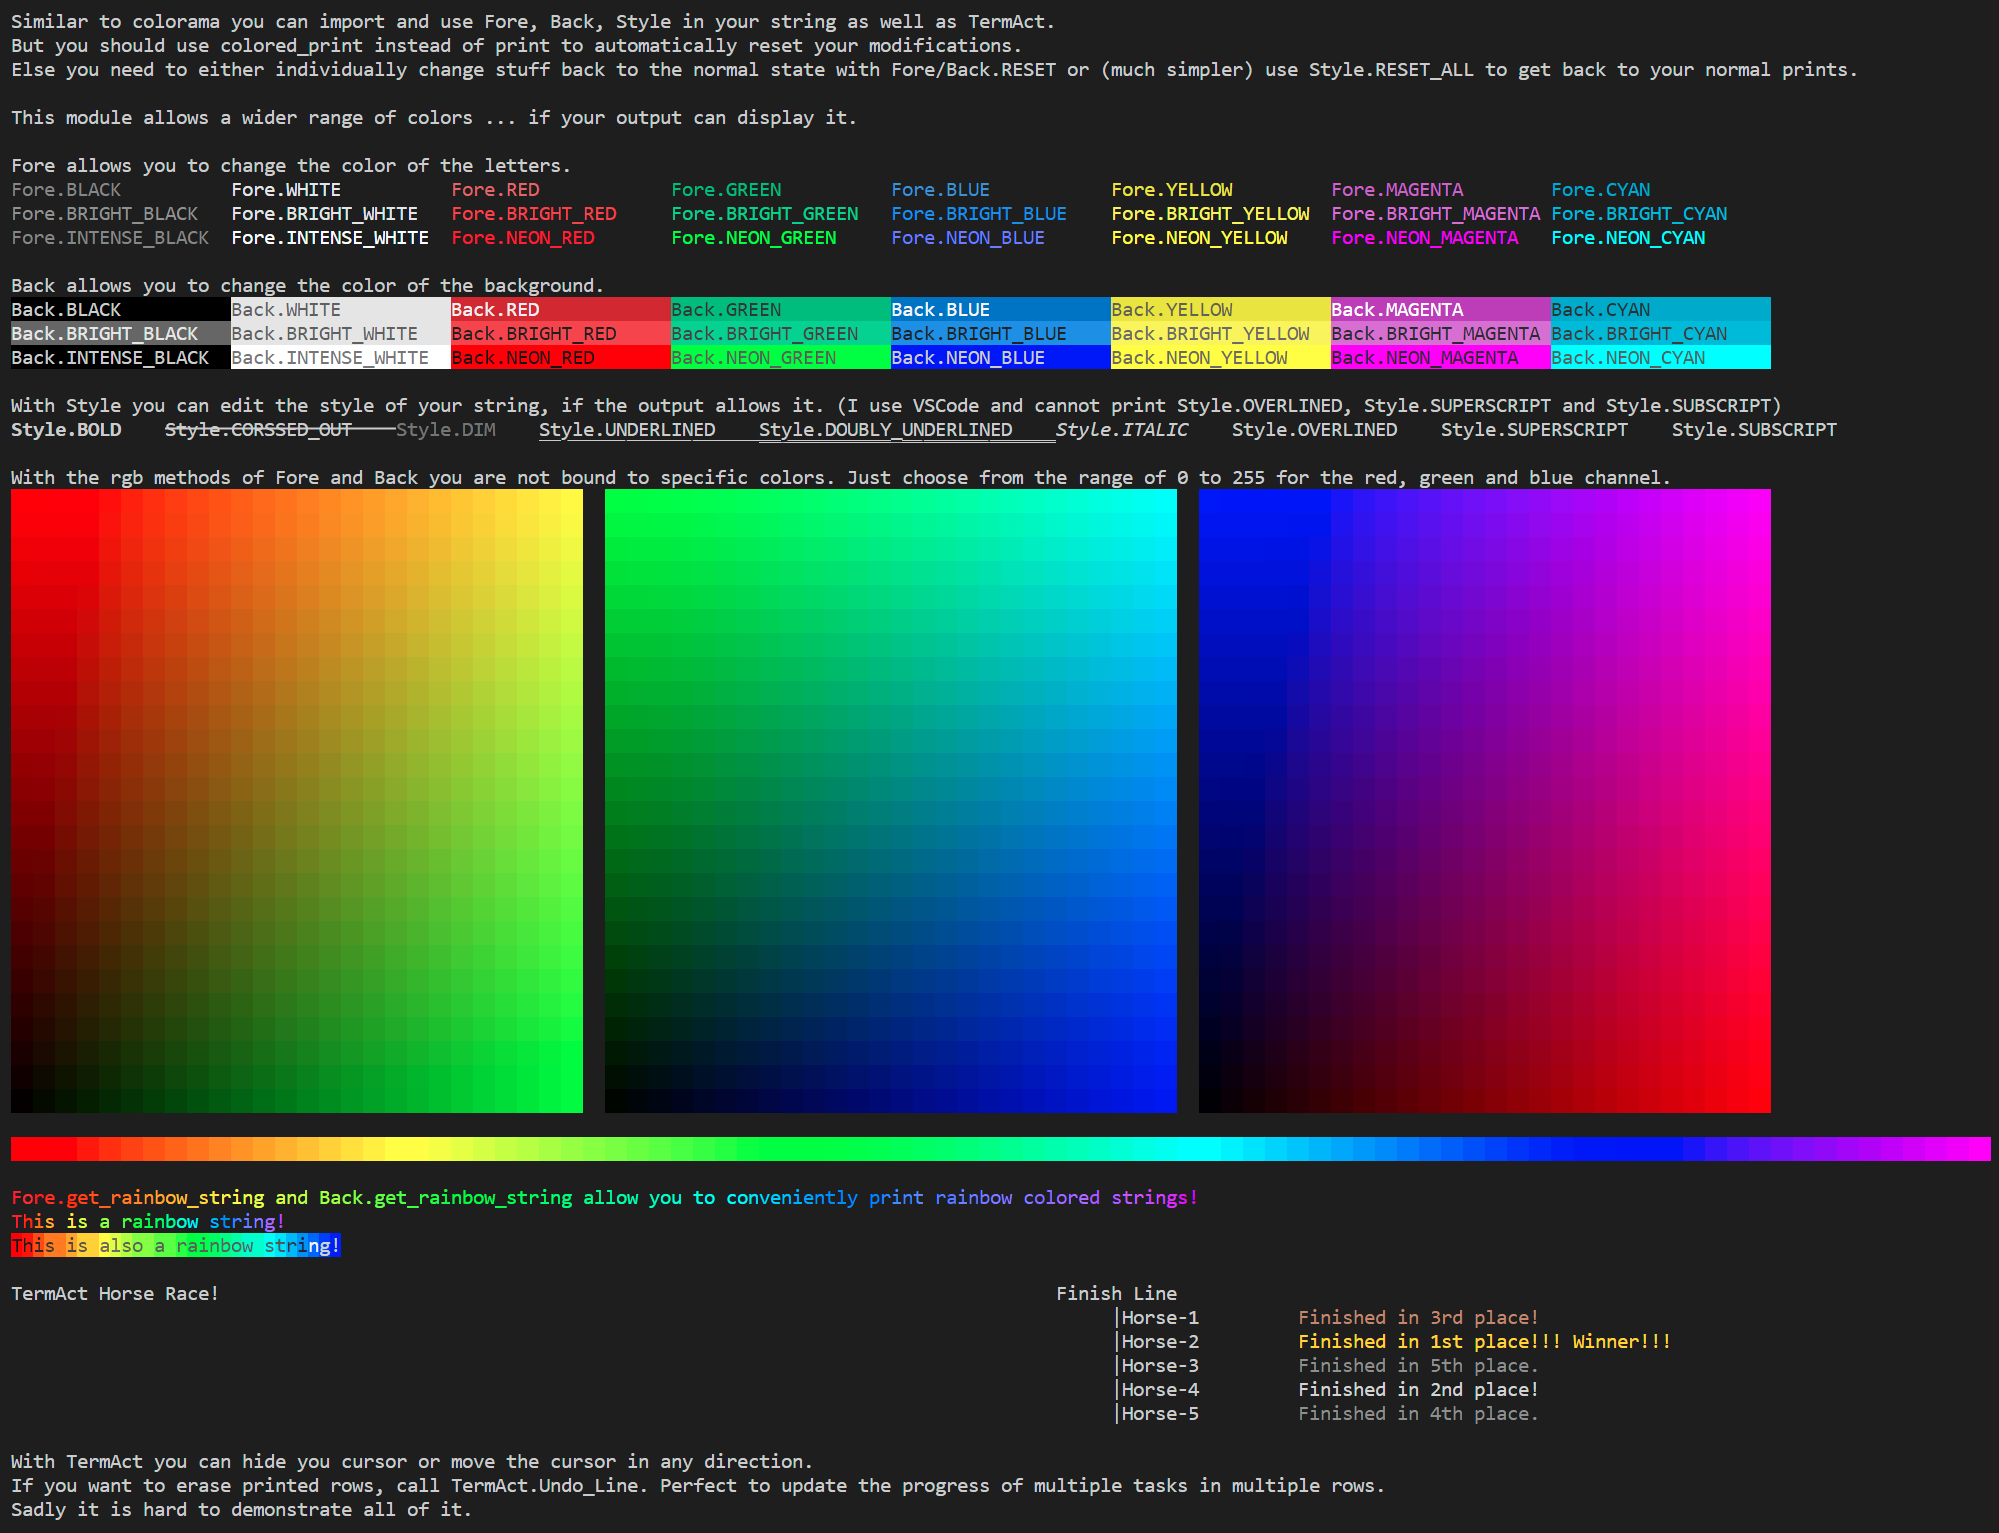 Similar to colorama you can import and use Fore, Back, Style in your string as well as TermAct.
But you should use colored_print instead of print to automatically reset your modifications.
Else you need to either individually change stuff back to the normal state with Fore/Back.RESET or (much simpler) use Style.RESET_ALL to get back to your normal prints.
This module allows a wider range of colors ... if your output can display it.
Fore allows you to change the color of the letters.
Fore.BLACK Fore.WHITE Fore.RED Fore.GREEN Fore.BLUE Fore.YELLOW Fore.MAGENTA Fore.CYAN
Fore.BRIGHT_BLACK Fore.BRIGHT_WHITE Fore.BRIGHT_RED Fore.BRIGHT_GREEN Fore.BRIGHT_BLUE Fore.BRIGHT_YELLOW Fore.BRIGHT_MAGENTA Fore.BRIGHT_CYAN
Fore.INTENSE_BLACK Fore.INTENSE_WHITE Fore.NEON_RED Fore.NEON_GREEN Fore.NEON_BLUE Fore.NEON_YELLOW Fore.NEON_MAGENTA Fore.NEON_CYAN
Back allows you to change the color of the background.
Back.BLACK Back.WHITE Back.RED Back.GREEN Back.BLUE Back.YELLOW Back.MAGENTA Back.CYAN
Back.BRIGHT_BLACK Back.BRIGHT_WHITE Back.BRIGHT_RED Back.BRIGHT_GREEN Back.BRIGHT_BLUE Back.BRIGHT_YELLOW Back.BRIGHT_MAGENTA Back.BRIGHT_CYAN
Back.INTENSE_BLACK Back.INTENSE_WHITE Back.NEON_RED Back.NEON_GREEN Back.NEON_BLUE Back.NEON_YELLOW Back.NEON_MAGENTA Back.NEON_CYAN
With Style you can edit the style of your string, if the output allows it. (I use VSCode and cannot print Style.OVERLINED, Style.SUPERSCRIPT and Style.SUBSCRIPT)
Style.BOLD Style.CORSSED_OUT Style.DIM Style.UNDERLINED Style.DOUBLY_UNDERLINED Style.ITALIC Style.OVERLINED Style.SUPERSCRIPT Style.SUBSCRIPT
With the rgb methods of Fore and Back you are not bound to specific colors. Just choose from the range of 0 to 255 for the red, green and blue channel.
Fore.get_rainbow_string and Back.get_rainbow_string allow you to conveniently print rainbow colored strings!
This is a rainbow string!
This is also a rainbow string!
TermAct Horse Race! Finish Line
|Horse-1 Finished in 3rd place!
|Horse-2 Finished in 1st place!!! Winner!!!
|Horse-3 Finished in 5th place.
|Horse-4 Finished in 2nd place!
|Horse-5 Finished in 4th place.
With TermAct you can hide you cursor or move the cursor in any direction.
If you want to erase printed rows, call TermAct.Undo_Line. Perfect to update the progress of multiple tasks in multiple rows.
Sadly it is hard to demonstrate all of it.